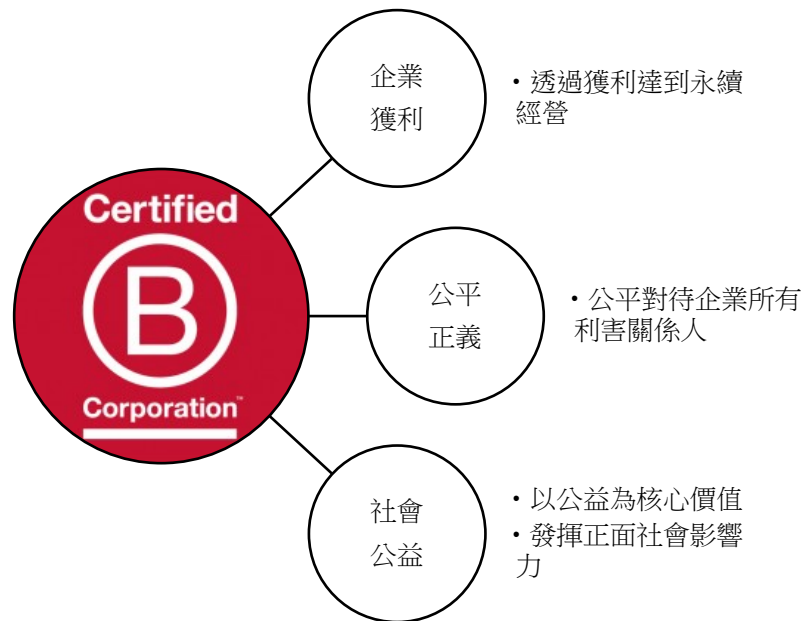 企業
獲利
・透過獲利達到永續
經營
Certified
B
Corporation™
公平
正義
・公平對待企業所有
利害關係人
社會
公益
・以公益為核心價值
・發揮正面社會影響
力